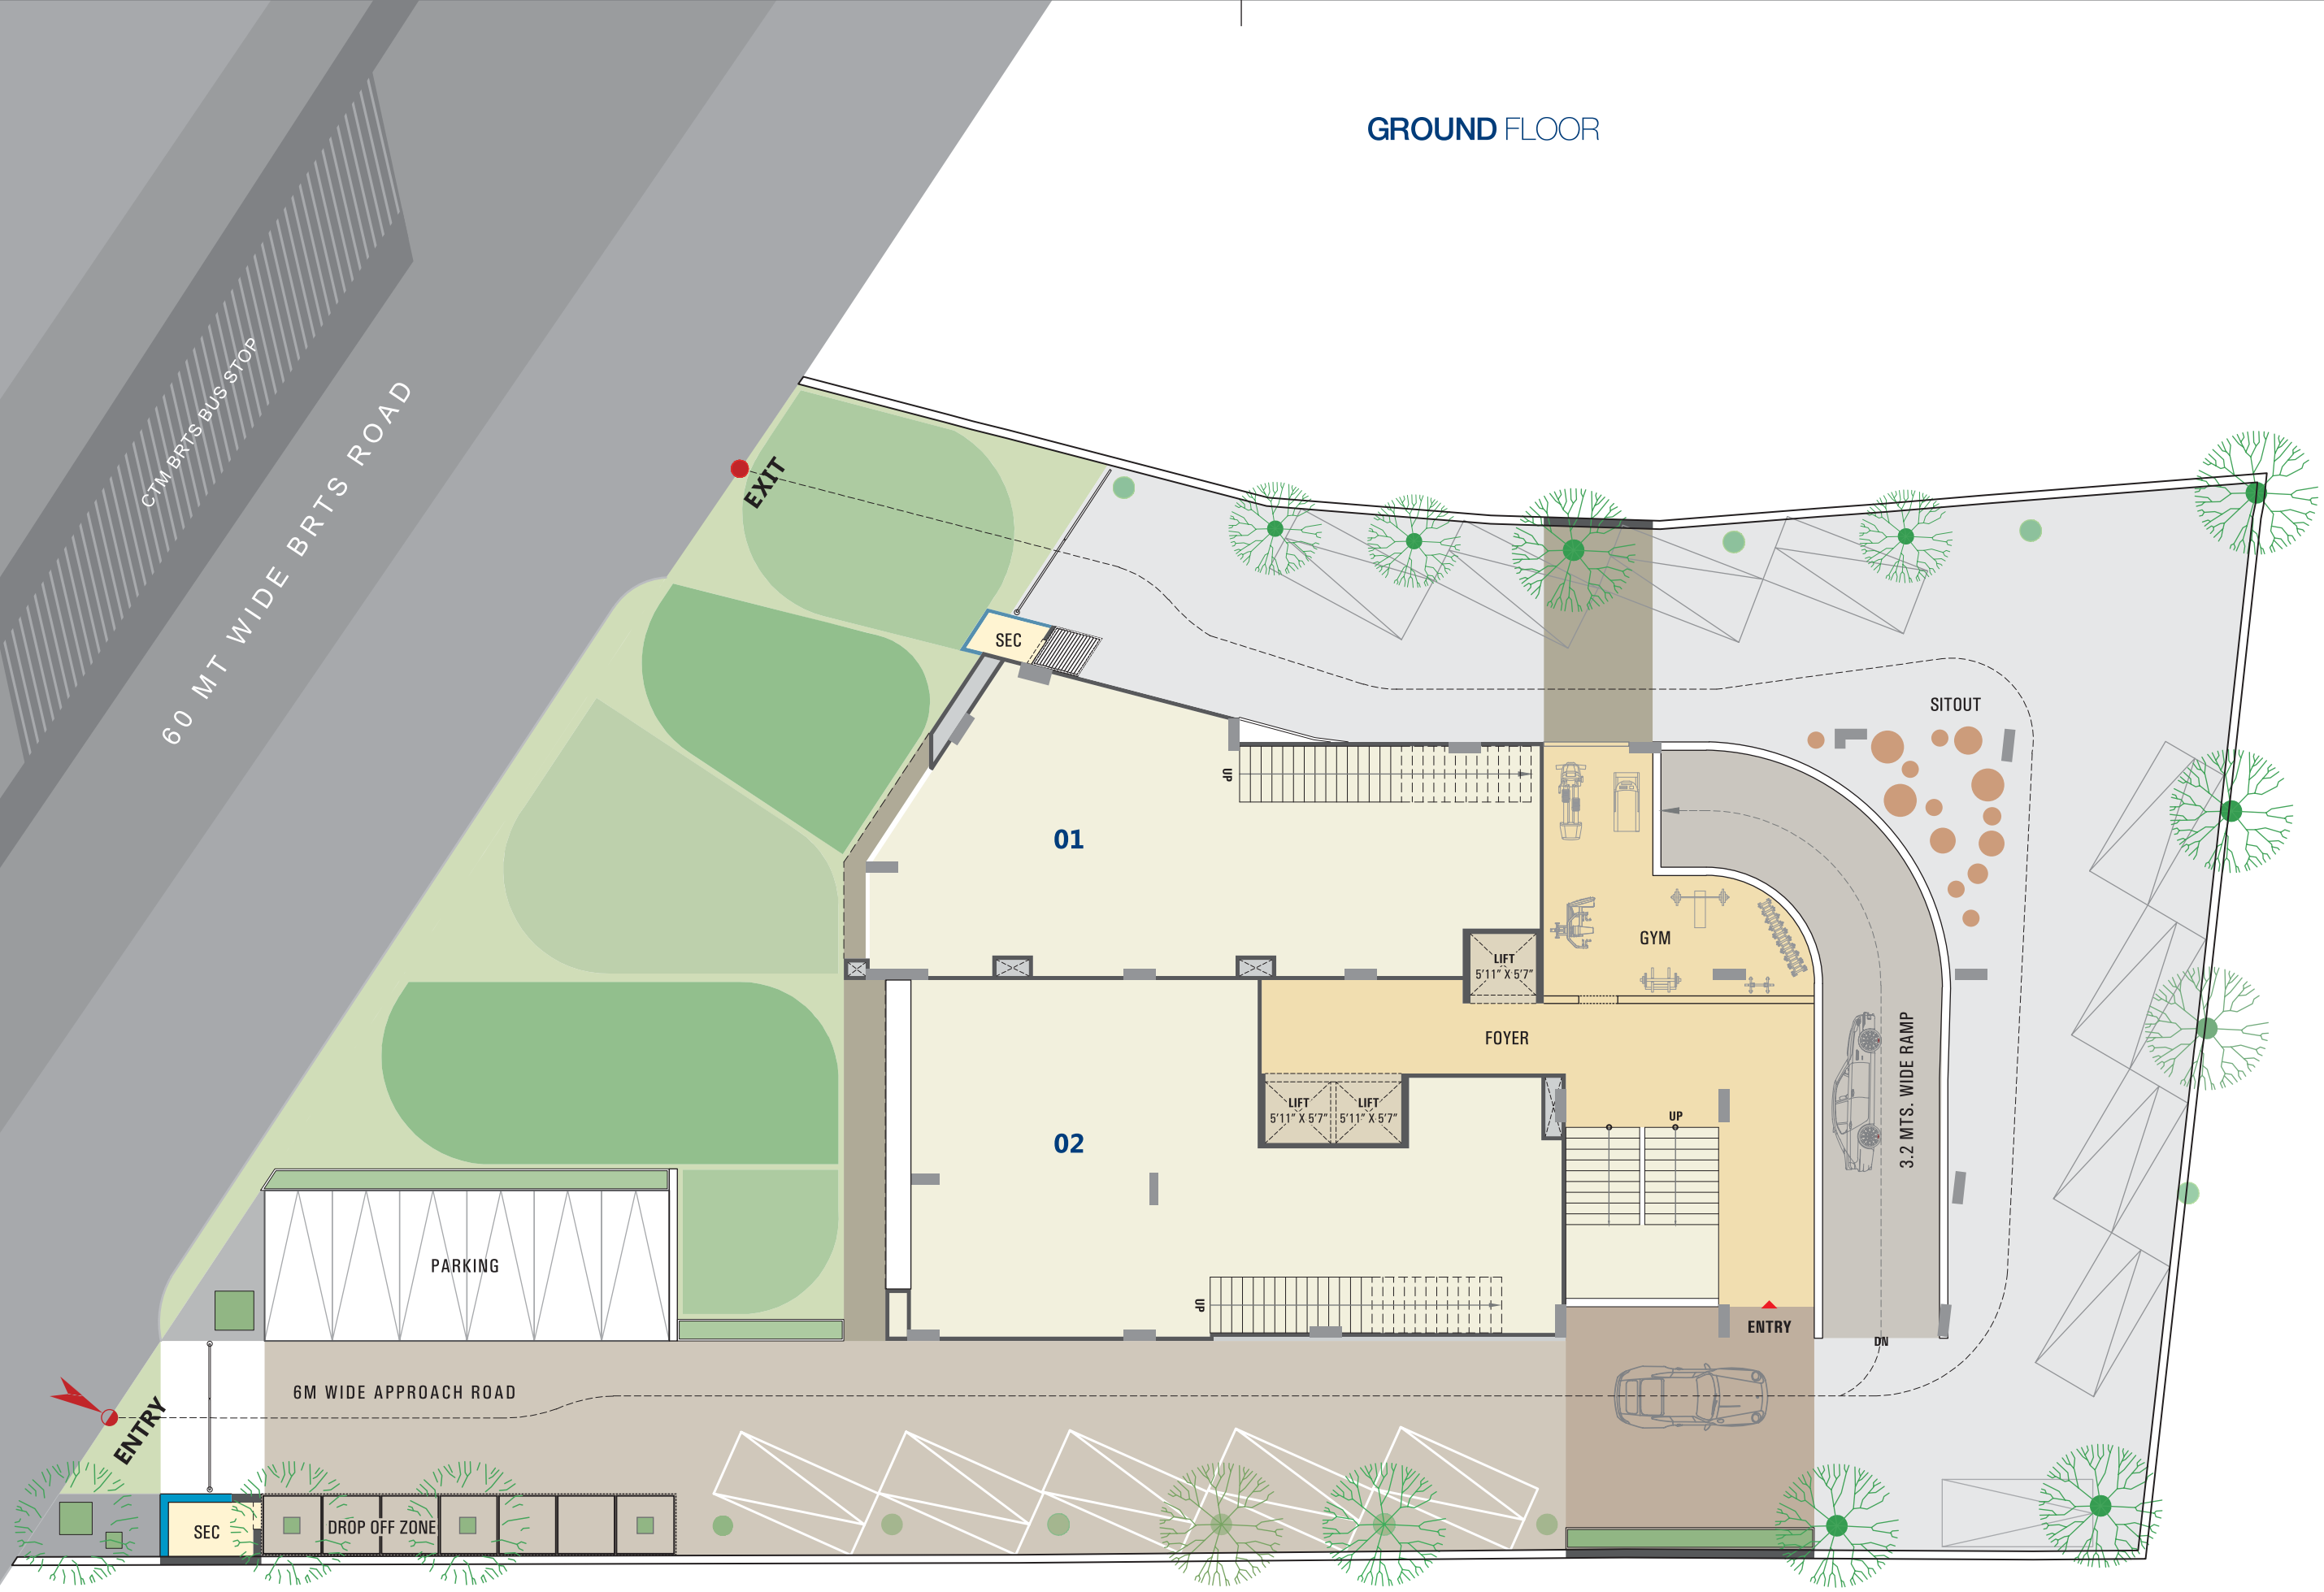 GROUND FLOOR
CTM BRTS BUS STOP
60 MT WIDE BRTS ROAD
EXIT
SEC
SITOUT
UP
01
GYM
LIFT
5'11" X 5'7"
FOYER
LIFT
5'11" X 5'7"
LIFT
5'11" X 5'7"
UP
3.2 MTS. WIDE RAMP
02
PARKING
UP
ENTRY
DN
6M WIDE APPROACH ROAD
ENTRY
SEC
DROP OFF ZONE